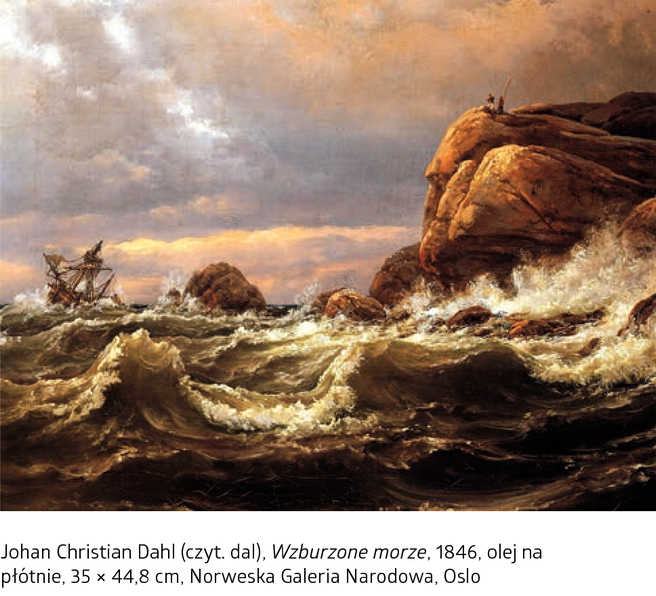 Johan Christian Dahl (czyt. dal), Wzburzone morze, 1846, olej na
płótnie, 35 × 44,8 cm, Norweska Galeria Narodowa, Oslo